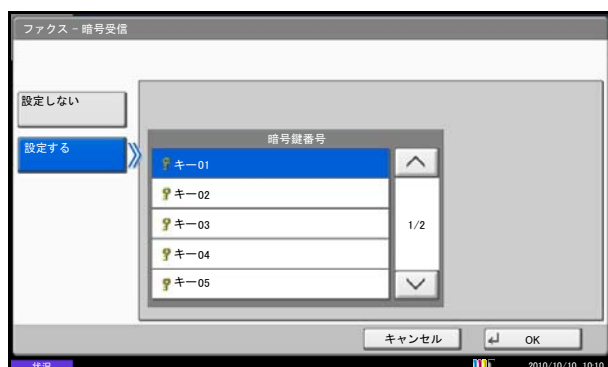 ファクス - 暗号受信
設定しない
設定する
暗号鍵番号
キー01
キー02
キー03
1/2
キー04
キー05
キャンセル
OK
状況
2010/10/10 10:10